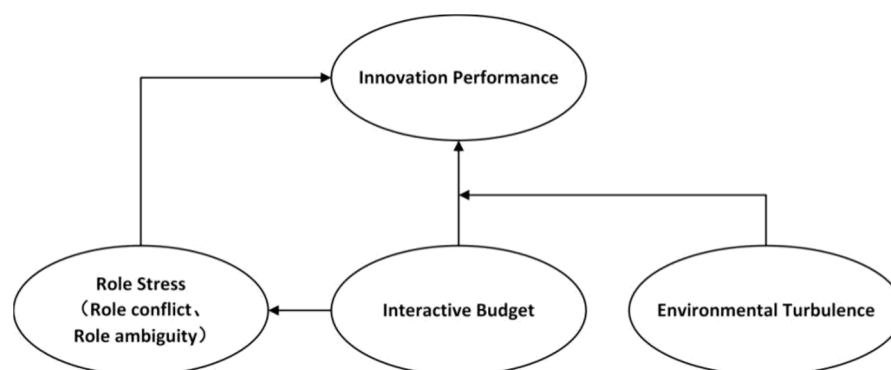 Innovation Performance
Role Stress
（Role conflict、
Role ambiguity）
Interactive Budget
Environmental Turbulence